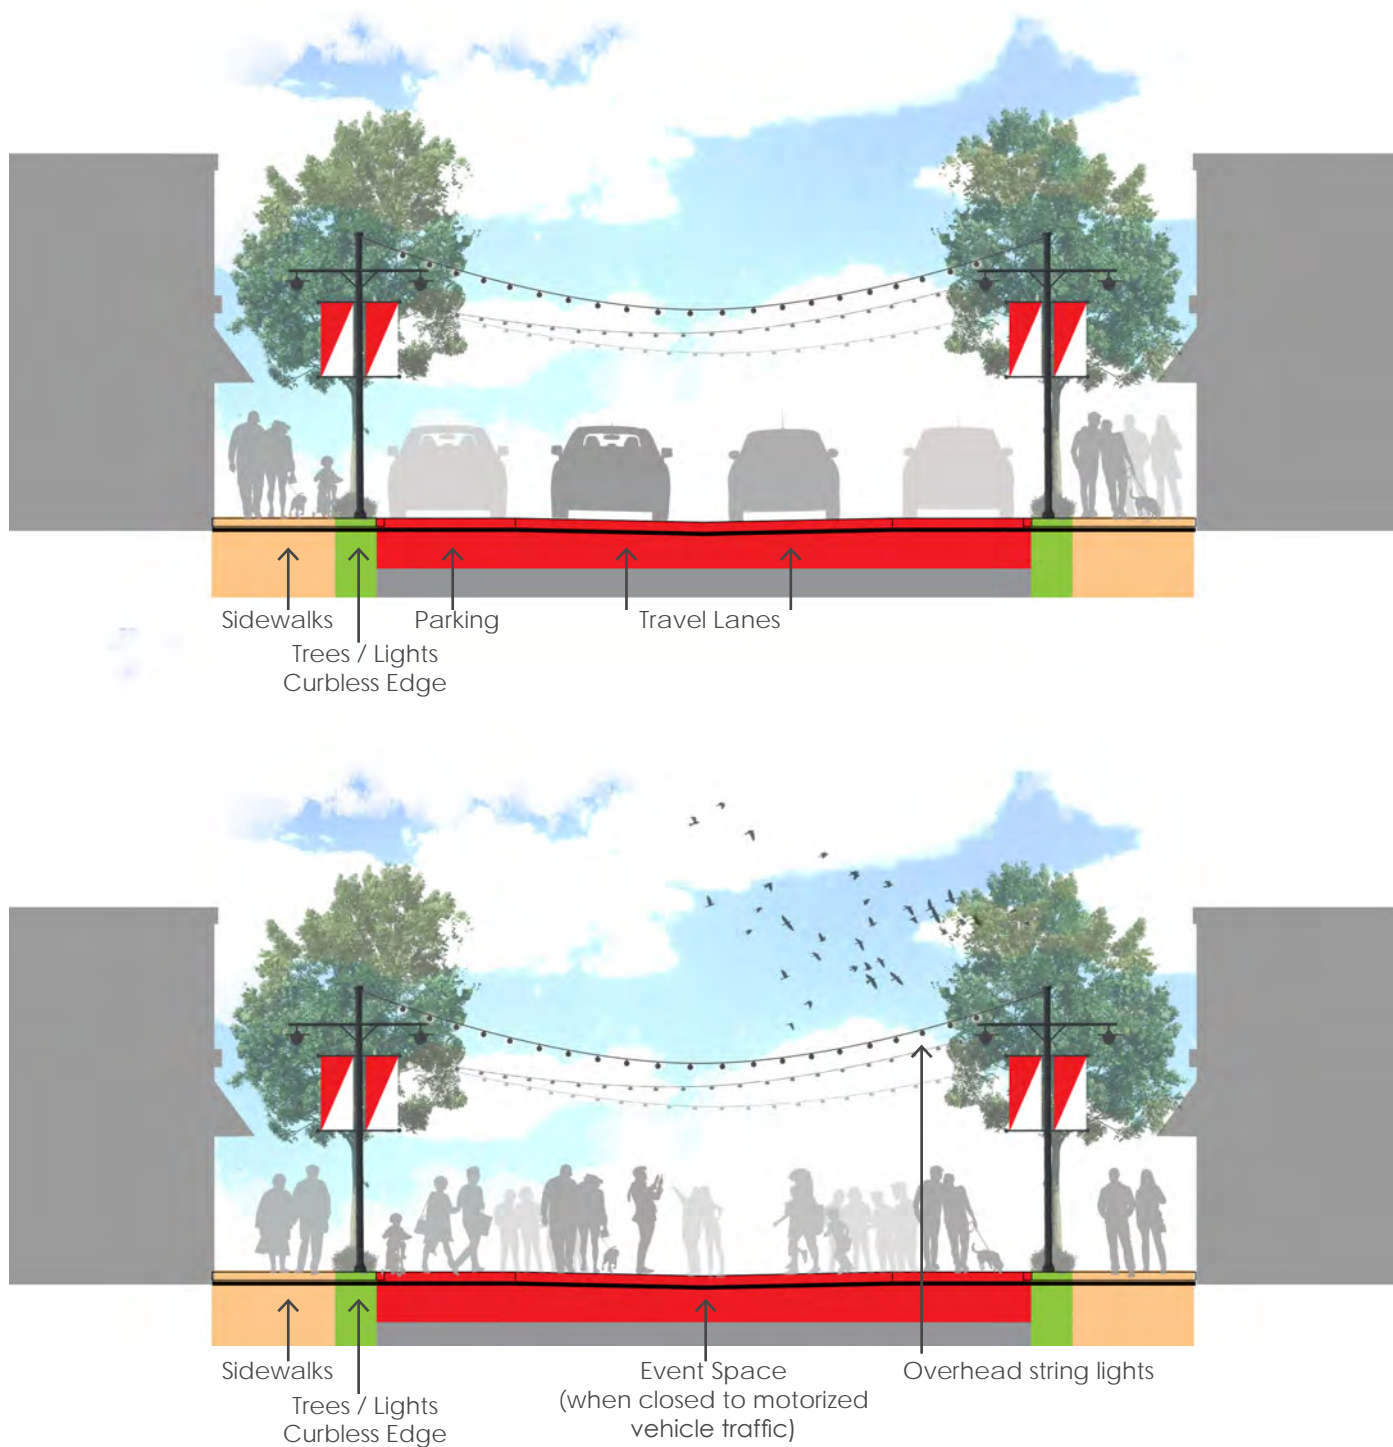 Sidewalks
Parking
Travel Lanes
Trees / Lights
Curbless Edge
Sidewalks
Event Space
(when closed to motorized
vehicle traffic)
Overhead string lights
Trees / Lights
Curbless Edge